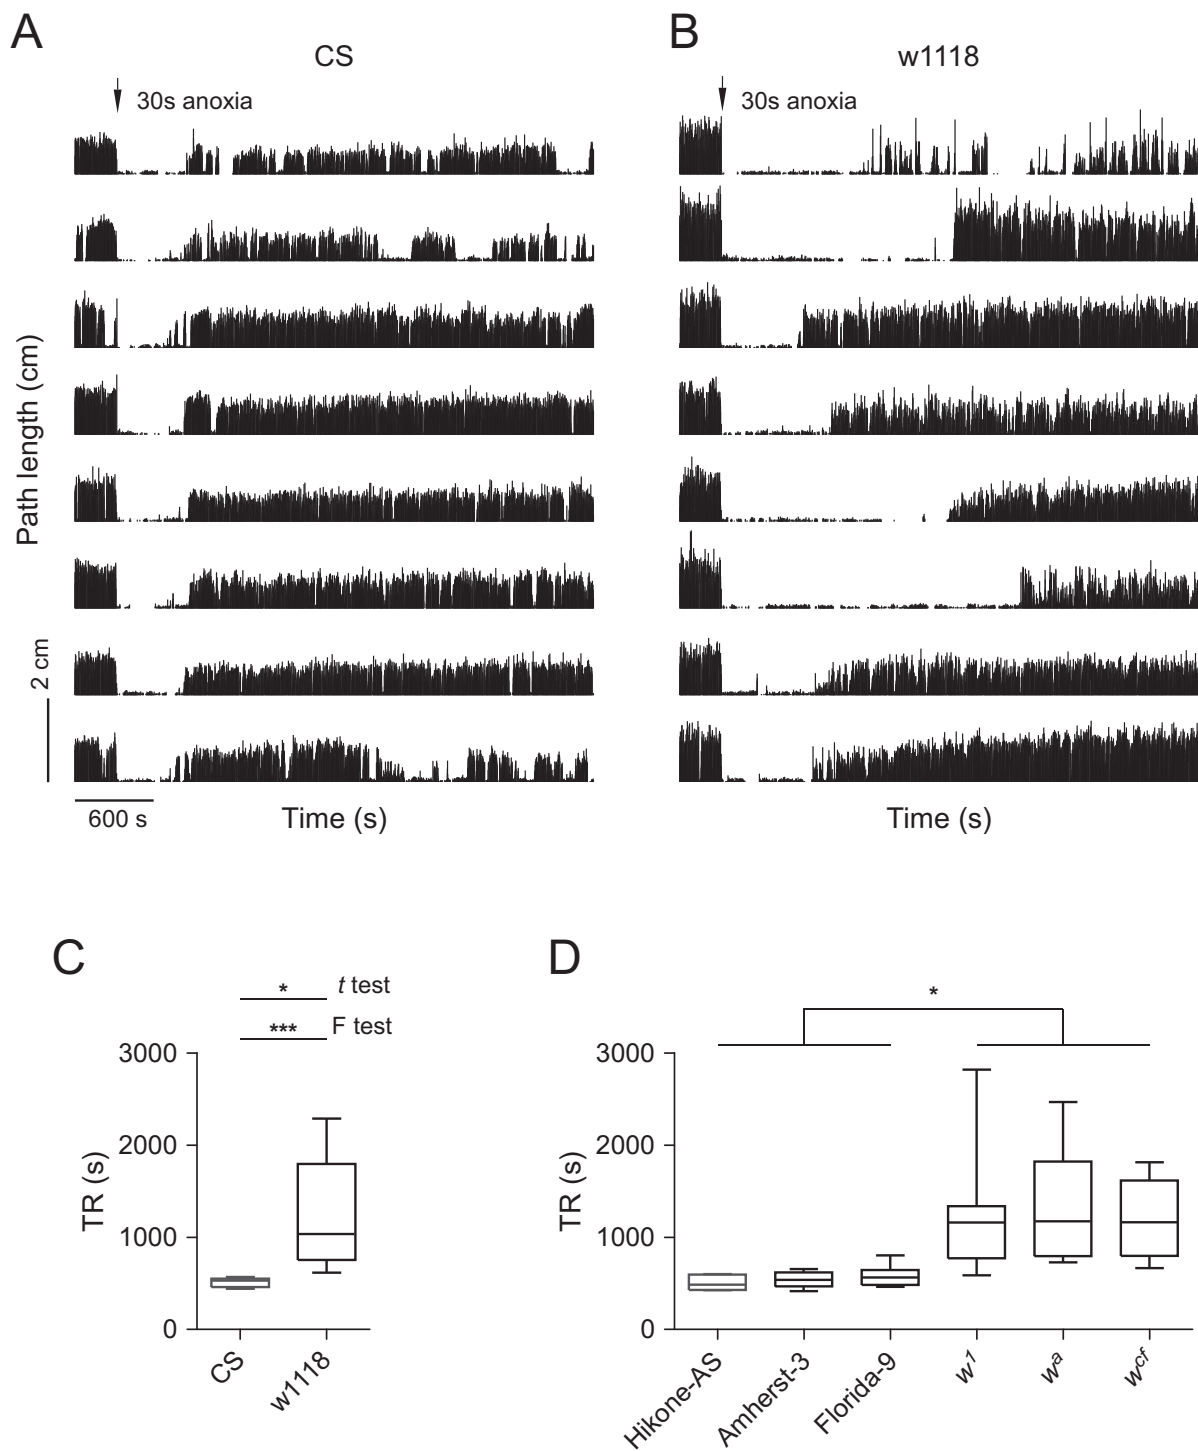 A
B
CS
w1118
30s anoxia
30s anoxia
Path length (cm)
2 cm
600 s
Time (s)
Time (s)
C
D
* t test
*** F test
*
3000
2000
1000
0
TR (s)
CS
w1118
3000
2000
1000
0
TR (s)
Hikone-AS
Amherst-3
Florida-9
w1
wa
wcf